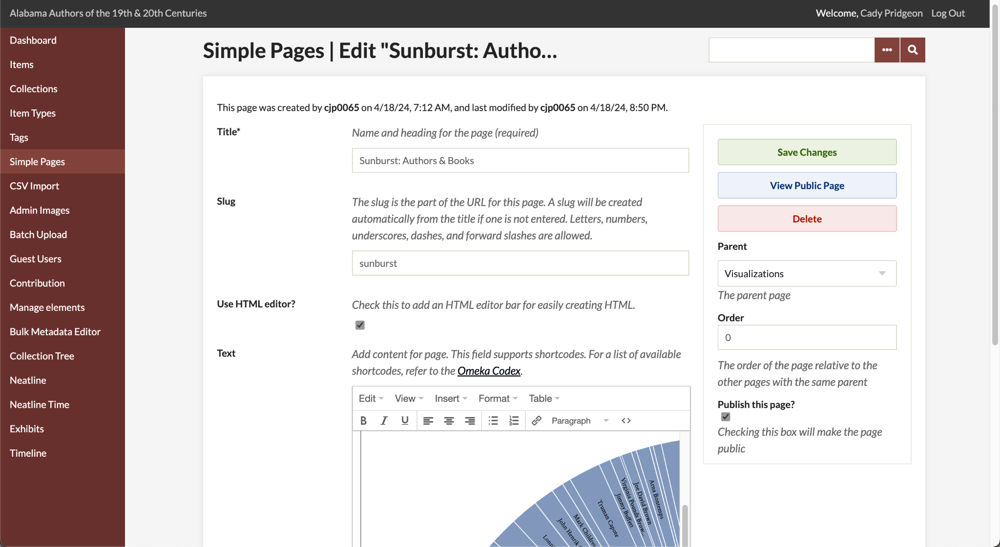 Alabama Authors of the 19th & 20th Centuries
Welcome, Cady Pridgeon Log Out
Dashboard
Items
Collections
Item Types
Tags
Simple Pages
CSV Import
Admin Images
Batch Upload
Guest Users
Contribution
Manage elements
Bulk Metadata Editor
Collection Tree
Neatline
Neatline Time
Exhibits
Timeline
Simple Pages | Edit "Sunburst: Autho...
This page was created by cjp0065 on 4/18/24, 7:12 AM, and last modified by cjp0065 on 4/18/24, 8:50 PM.
Title*
Name and heading for the page (required)
Sunburst: Authors & Books
Slug
The slug is the part of the URL for this page. A slug will be created
automatically from the title if one is not entered. Letters, numbers,
underscores, dashes, and forward slashes are allowed.
sunburst
Use HTML editor?
Check this to add an HTML editor bar for easily creating HTML.
Text
Add content for page. This field supports shortcodes. For a list of available
shortcodes, refer to the Omeka Codex.
Edit View Insert Format Table
B I U Paragraph <>
Lonni
John Henrik
Mark Childres
Truman Capote
Jimmy Buffett
Virginia Pounds Brow...
Joe David Brown
Arna Bontemps
Save Changes
View Public Page
Delete
Parent
Visualizations
The parent page
Order
0
The order of the page relative to the
other pages with the same parent
Publish this page?
Checking this box will make the page
public